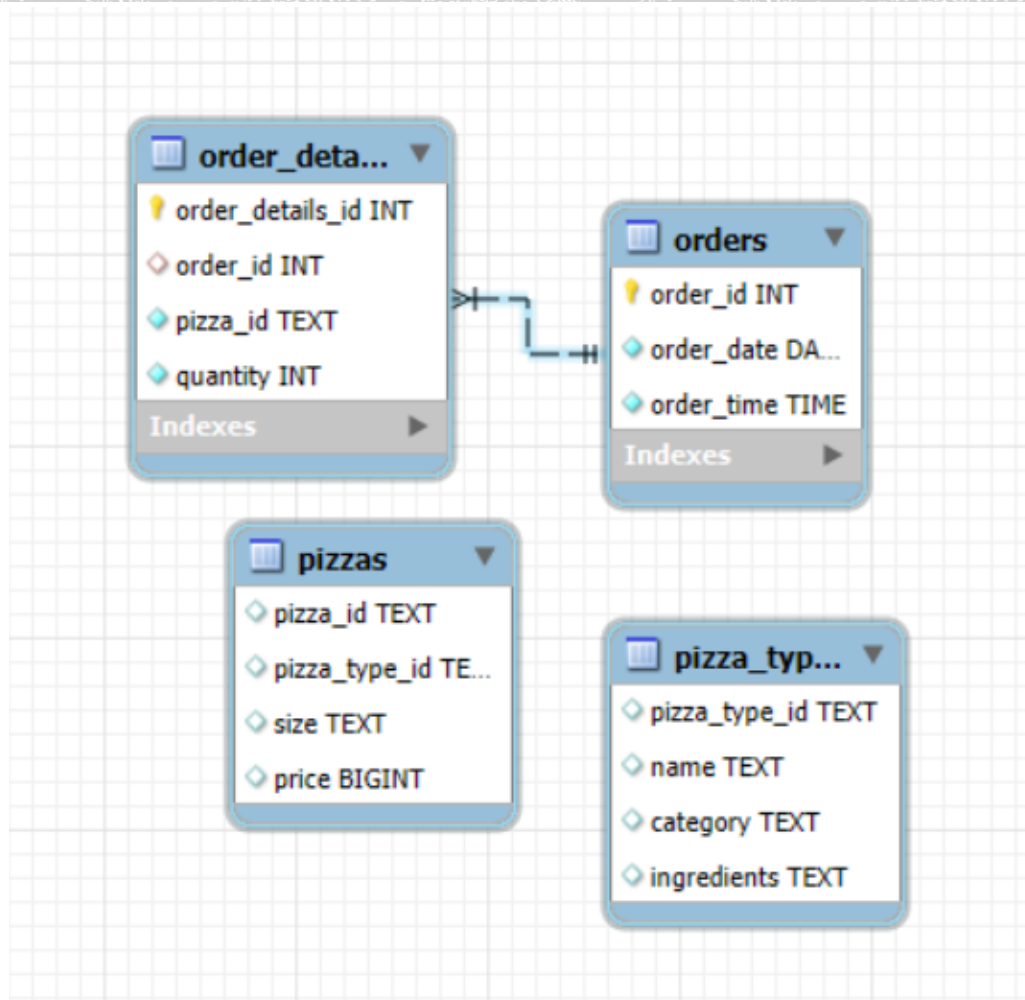 order_deta...
order_details_id INT
order_id INT
pizza_id TEXT
quantity INT
Indexes
orders
order_id INT
order_date DA...
order_time TIME
Indexes
pizzas
pizza_id TEXT
pizza_type_id TE...
size TEXT
price BIGINT
pizza_typ...
pizza_type_id TEXT
name TEXT
category TEXT
ingredients TEXT